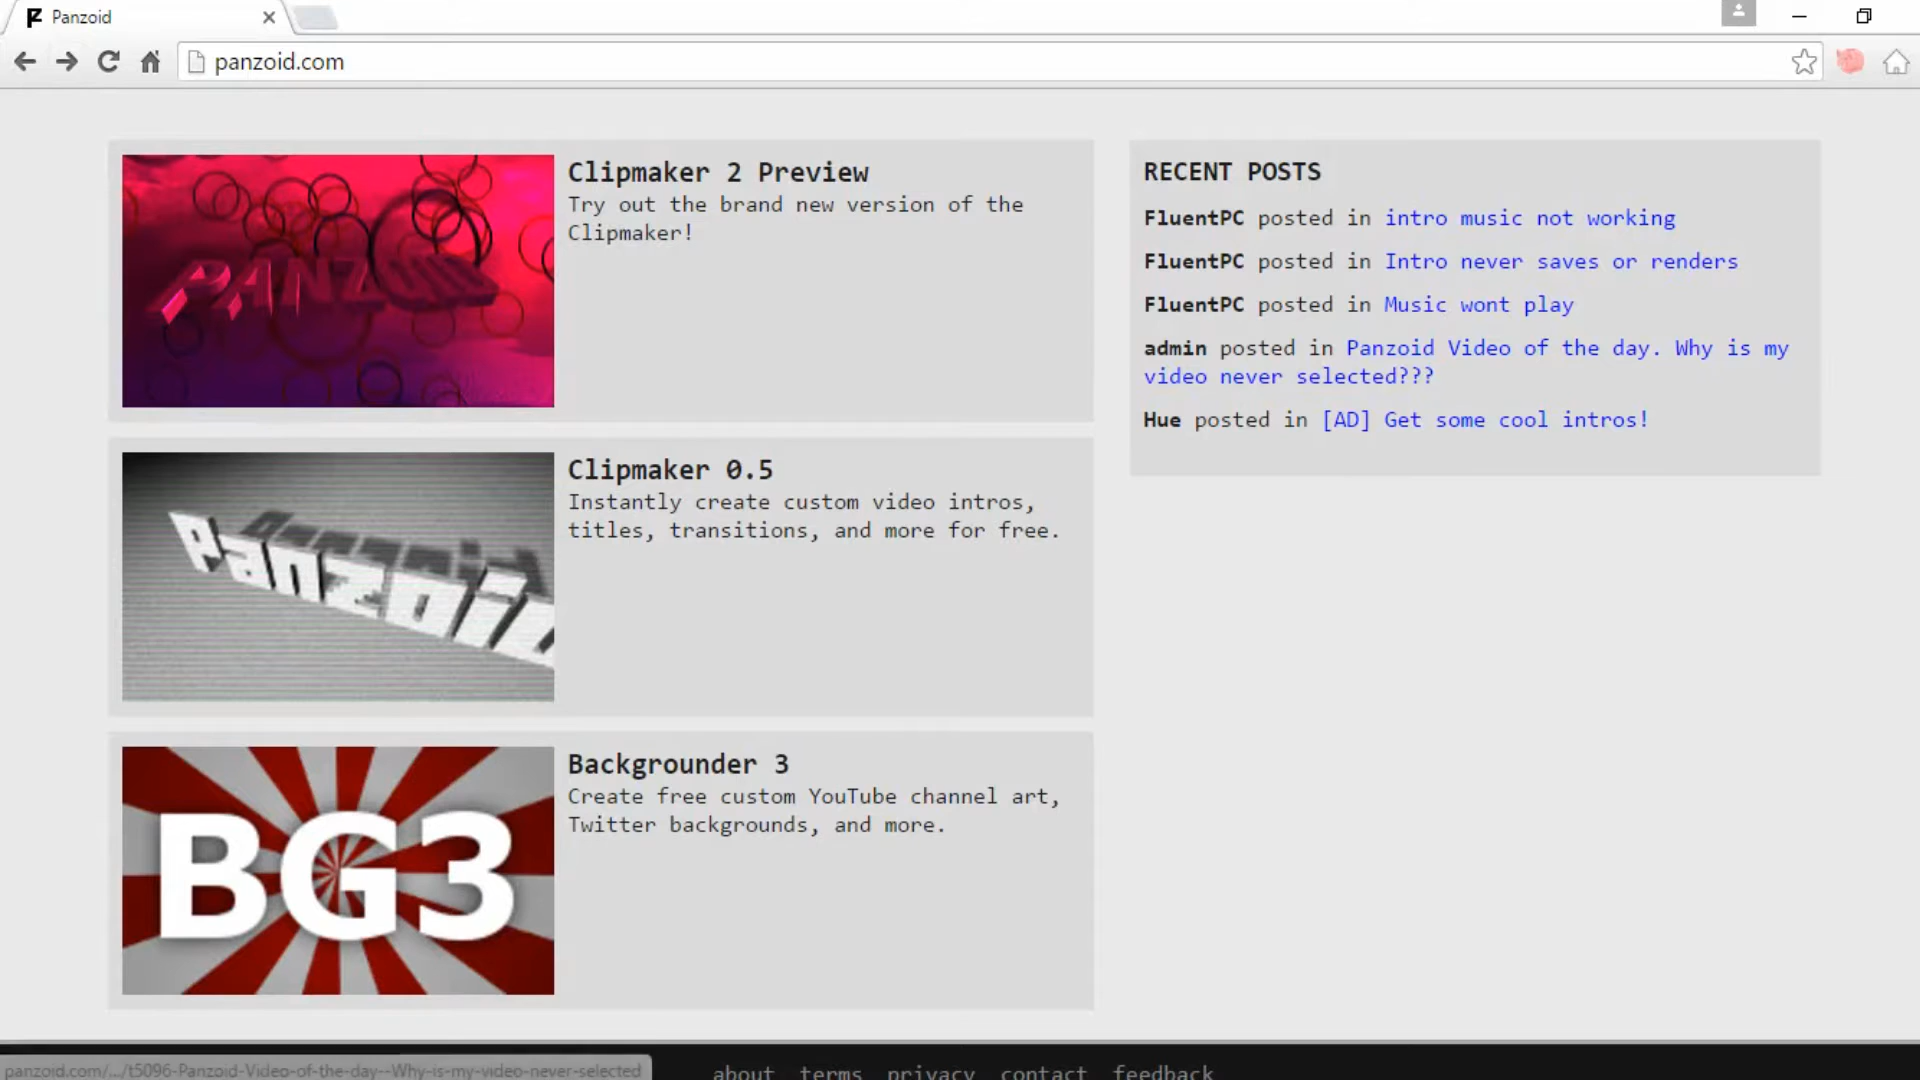 Panzoid
panzoid.com
PANZOID
Clipmaker 2 Preview
Try out the brand new version of the
Clipmaker!
Panzoid
Clipmaker 0.5
Instantly create custom video intros,
titles, transitions, and more for free.
BG3
Backgrounder 3
Create free custom YouTube channel art,
Twitter backgrounds, and more.
RECENT POSTS
FluentPC posted in intro music not working
FluentPC posted in Intro never saves or renders
FluentPC posted in Music wont play
admin posted in Panzoid Video of the day. Why is my
video never selected???
Hue posted in [AD] Get some cool intros!
panzoid.com/.../t5096-Panzoid-Video-of-the-day--Why-is-my-video-never-selected
about terms privacy contact feedback